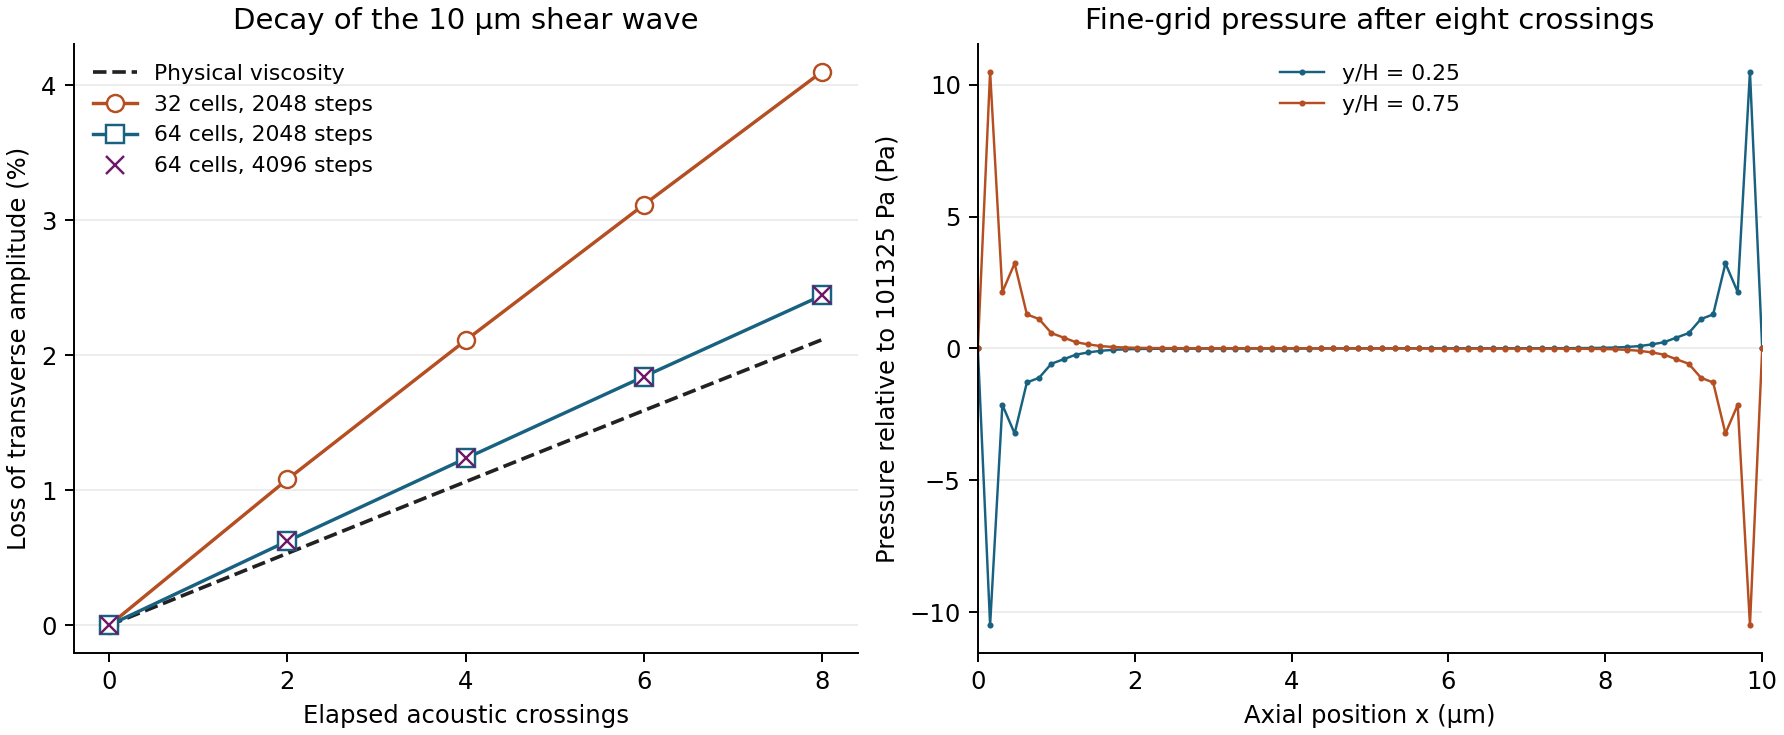 Decay of the 10 µm shear wave
Loss of transverse amplitude (%)
4
3
2
1
0
Physical viscosity
32 cells, 2048 steps
64 cells, 2048 steps
64 cells, 4096 steps
0 2 4 6 8
Elapsed acoustic crossings
Fine-grid pressure after eight crossings
Pressure relative to 101325 Pa (Pa)
10
5
0
−5
−10
y/H = 0.25
y/H = 0.75
0 2 4 6 8 10
Axial position x (µm)